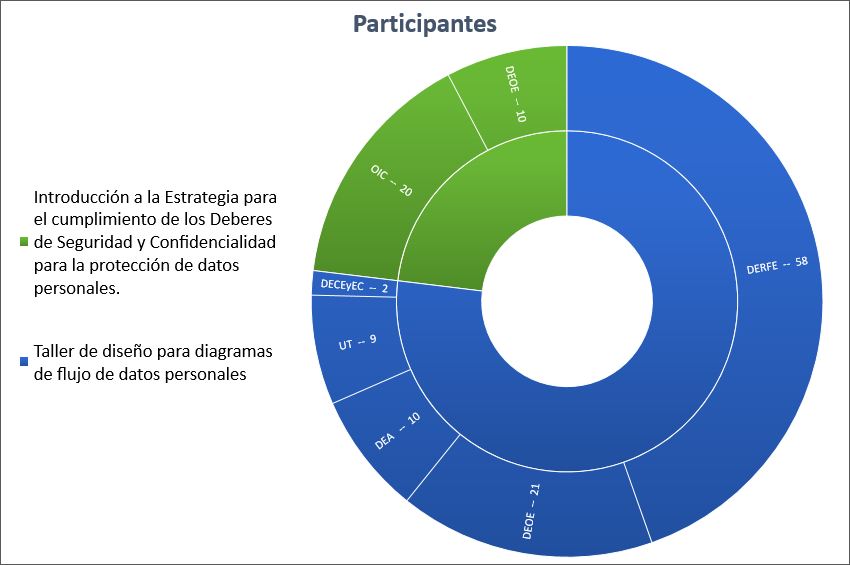 Participantes
Introducción a la Estrategia para
el cumplimiento de los Deberes
de Seguridad y Confidencialidad
para la protección de datos
personales.
Taller de diseño para diagramas
de flujo de datos personales
DEOE -- 10
OIC -- 20
DECEyEC -- 2
UT -- 9
DEA -- 10
DEOE -- 21
DERFE -- 58